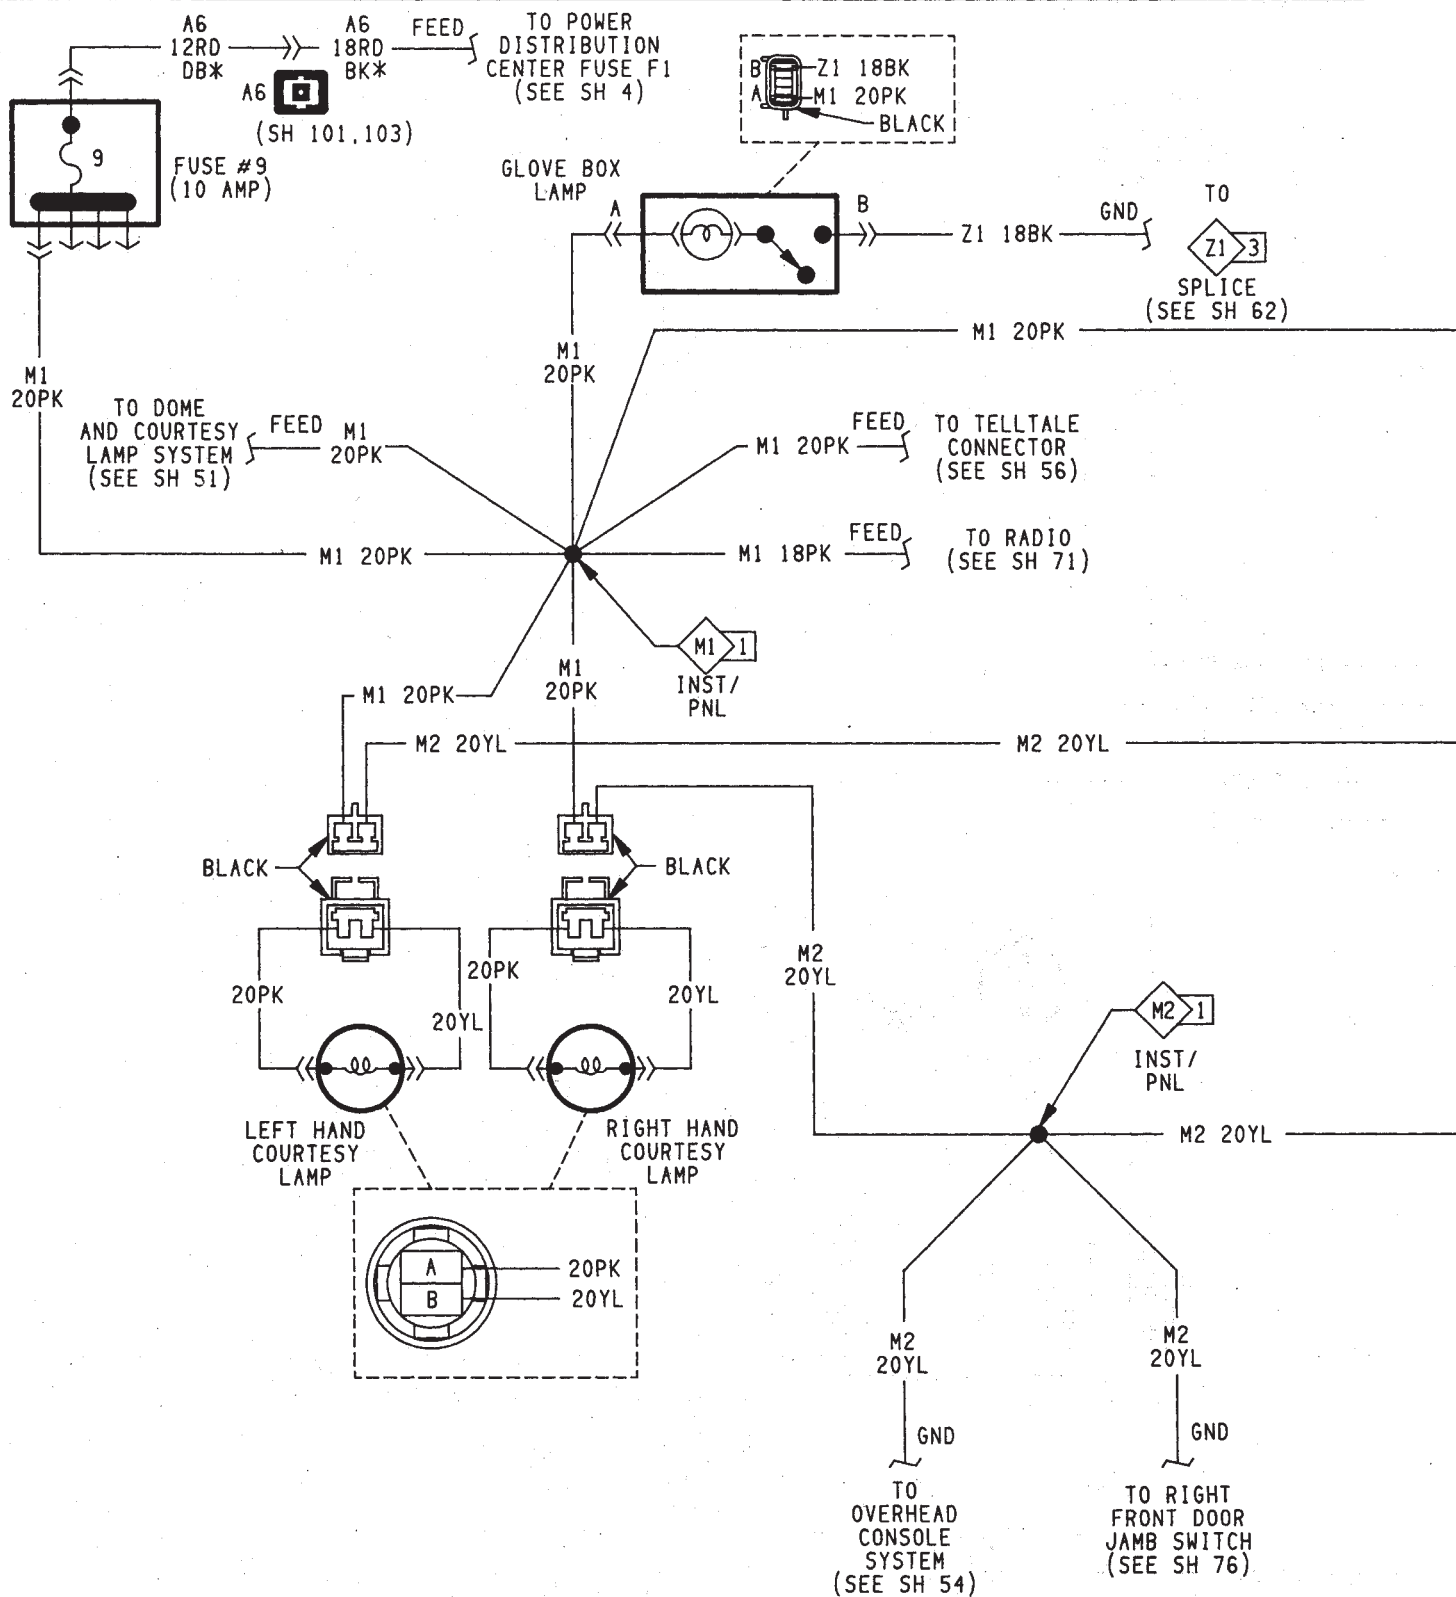 A6
12RD
DB*
A6
18RD
BK*
FEED
TO POWER
DISTRIBUTION
CENTER FUSE F1
(SEE SH 4)
A6
(SH 101,103)
9
FUSE #9
(10 AMP)
B
A
Z1 18BK
M1 20PK
BLACK
GLOVE BOX
LAMP
A
B
Z1 18BK
GND
TO
Z1
3
SPLICE
(SEE SH 62)
M1 20PK
M1
20PK
M1
20PK
TO DOME
AND COURTESY
LAMP SYSTEM
(SEE SH 51)
FEED
M1
20PK
M1 20PK
FEED
TO TELLTALE
CONNECTOR
(SEE SH 56)
M1 20PK
M1 18PK
FEED
TO RADIO
(SEE SH 71)
M1
1
INST/
PNL
M1 20PK
M1
20PK
M2 20YL
M2 20YL
BLACK
BLACK
20PK
20YL
20PK
20YL
M2
20YL
M2
1
INST/
PNL
M2 20YL
LEFT HAND
COURTESY
LAMP
RIGHT HAND
COURTESY
LAMP
A
B
20PK
20YL
M2
20YL
M2
20YL
GND
GND
TO
OVERHEAD
CONSOLE
SYSTEM
(SEE SH 54)
TO RIGHT
FRONT DOOR
JAMB SWITCH
(SEE SH 76)